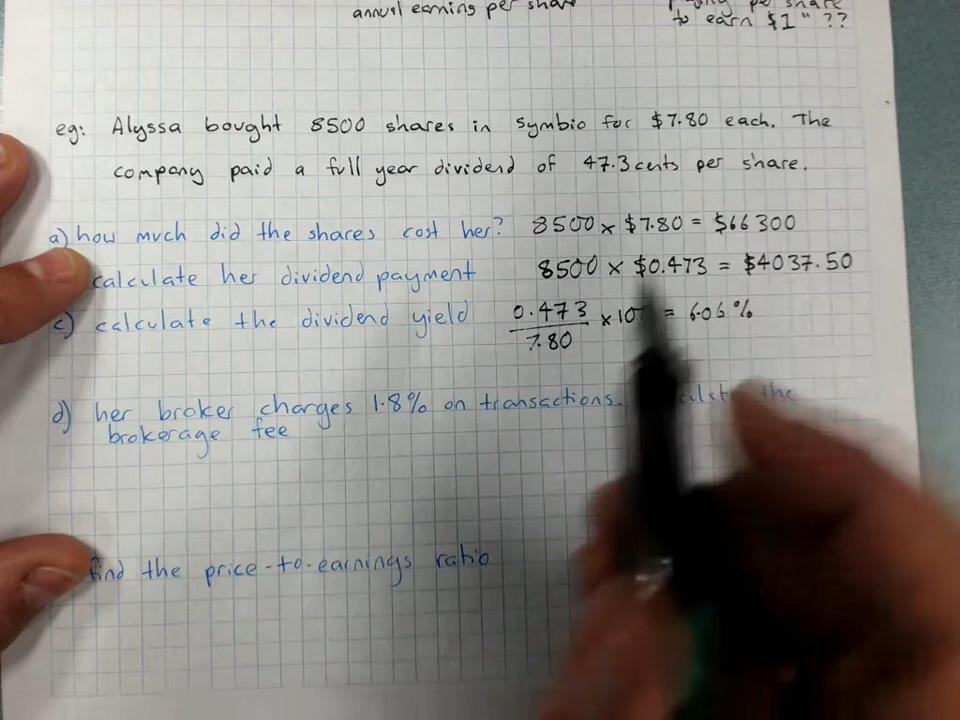 annual earning per share
per share
to earn $1" ??
eg: Alyssa bought 8500 shares in Symbio for $7.80 each. The
company paid a full year dividend of 47.3 cents per share.
a) how much did the shares cost her? 8500 x $7.80 = $66 300
calculate her dividend payment 8500 x $0.473 = $4037.50
c) calculate the dividend yield 0.473 / 7.80 x 10 = 6.06%
d) her broker charges 1.8% on transactions. the
brokerage fee
find the price-to-earnings ratio